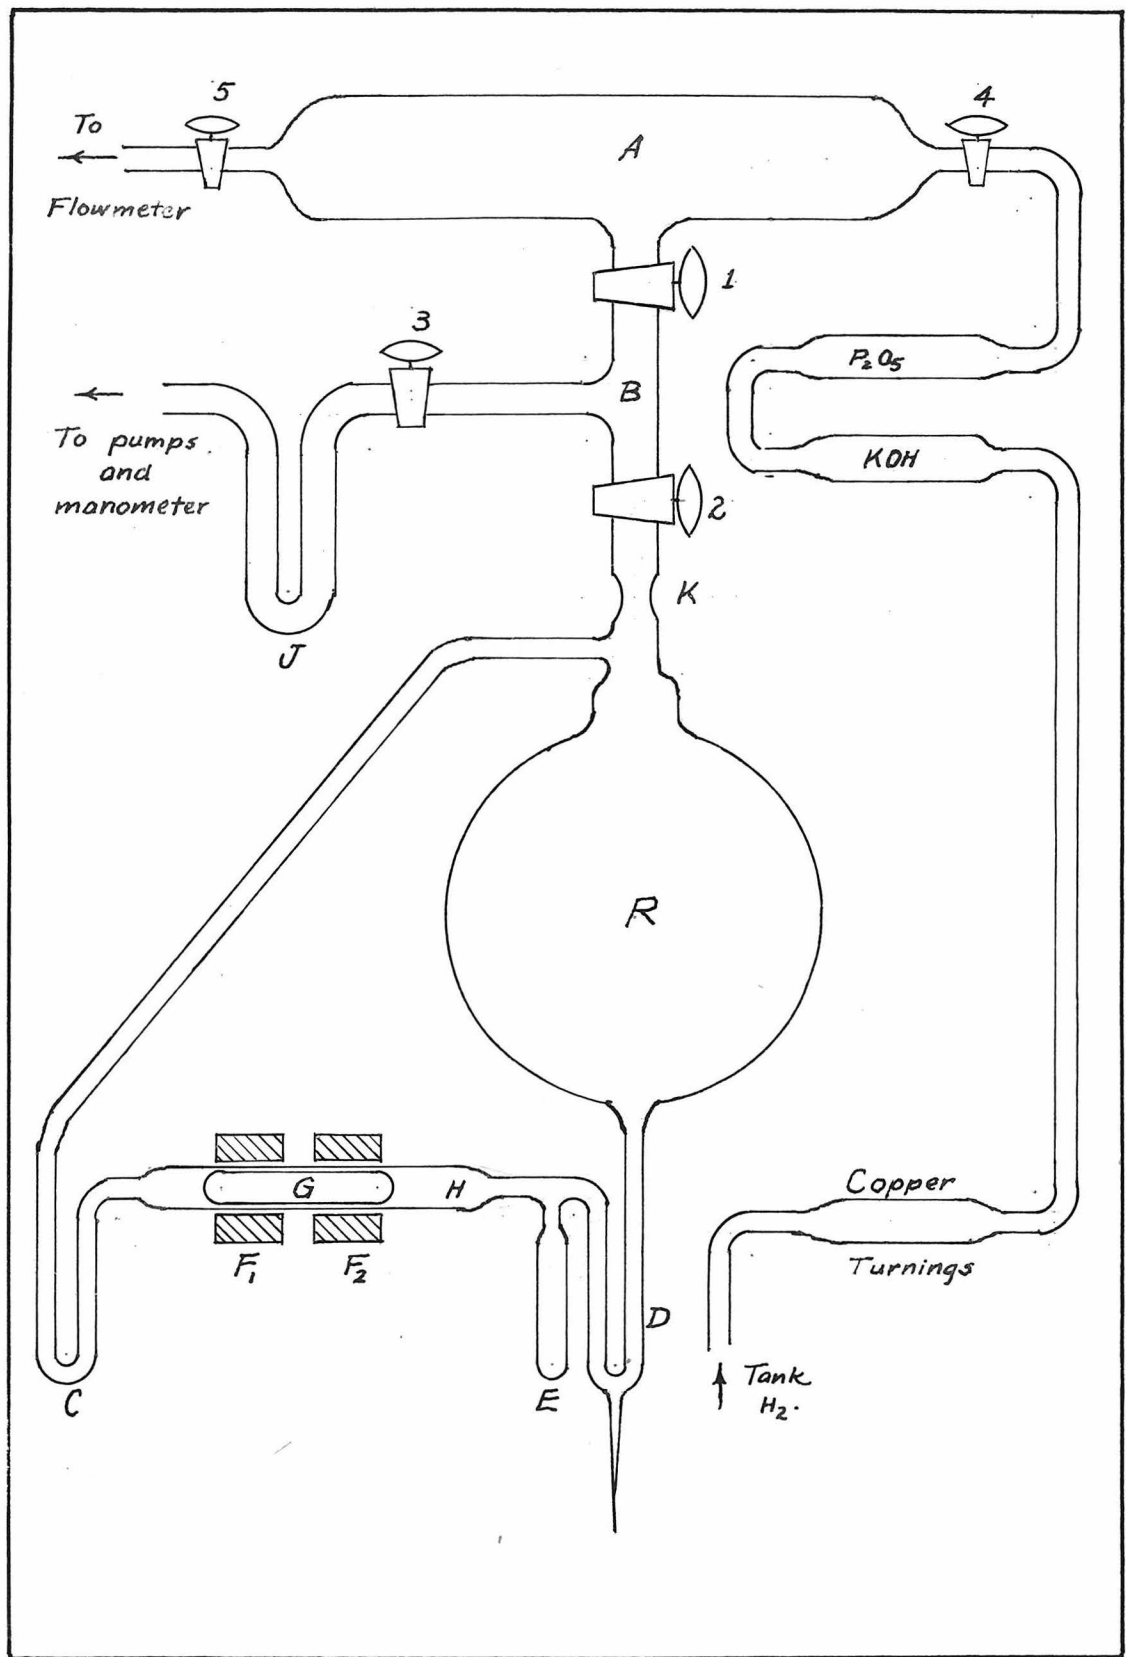 5
4
To
A
Flowmeter
1
3
P₂O₅
B
To pumps
and
manometer
KOH
2
K
J
R
G
H
Copper
F₁
F₂
Turnings
D
C
E
Tank
H₂.